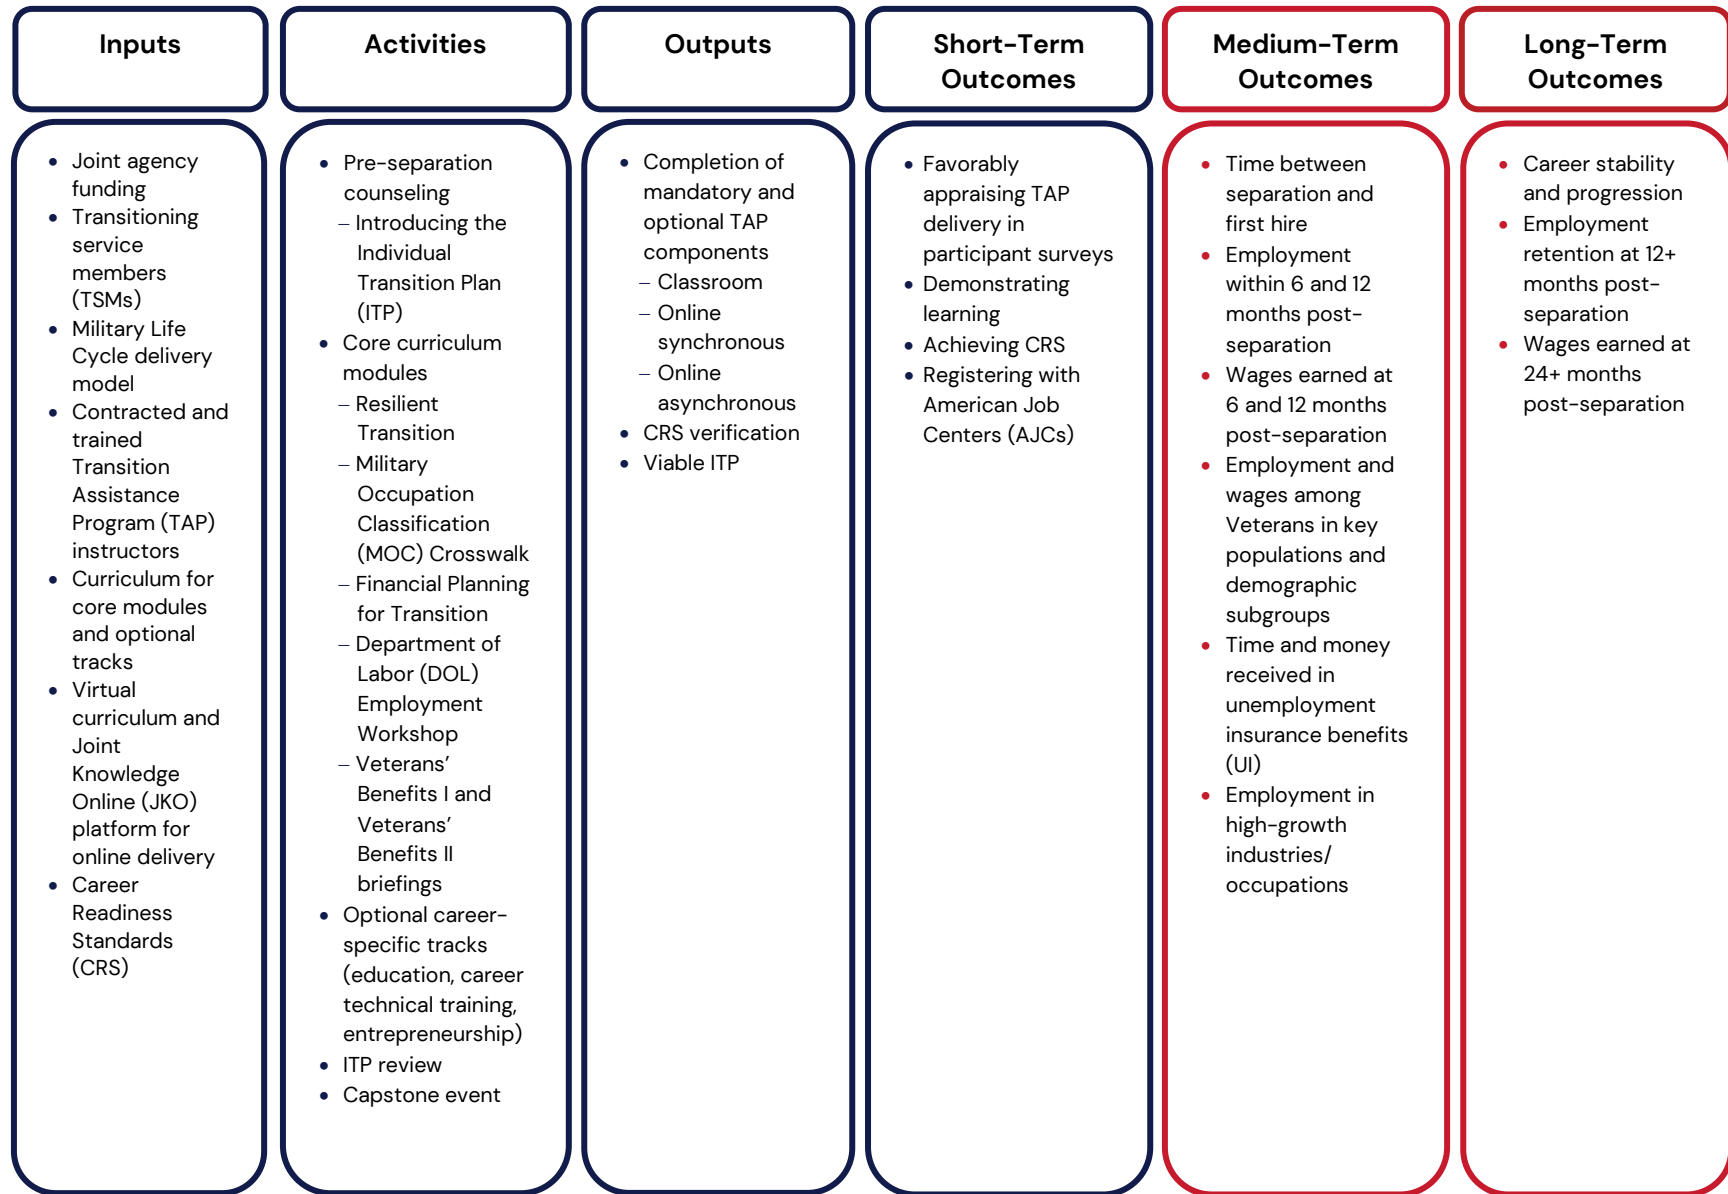 Inputs
Joint agency
funding
Transitioning
service
members
(TSMs)
Military Life
Cycle delivery
model
Contracted and
trained
Transition
Assistance
Program (TAP)
instructors
Curriculum for
core modules
and optional
tracks
Virtual
curriculum and
Joint
Knowledge
Online (JKO)
platform for
online delivery
Career
Readiness
Standards
(CRS)
Activities
Pre-separation
counseling
– Introducing the
Individual
Transition Plan
(ITP)
Core curriculum
modules
– Resilient
Transition
– Military
Occupation
Classification
(MOC) Crosswalk
– Financial Planning
for Transition
– Department of
Labor (DOL)
Employment
Workshop
– Veterans’
Benefits I and
Veterans’
Benefits II
briefings
Optional career-
specific tracks
(education, career
technical training,
entrepreneurship)
ITP review
Capstone event
Outputs
Completion of
mandatory and
optional TAP
components
– Classroom
– Online
synchronous
– Online
asynchronous
CRS verification
Viable ITP
Short-Term
Outcomes
Favorably
appraising TAP
delivery in
participant surveys
Demonstrating
learning
Achieving CRS
Registering with
American Job
Centers (AJCs)
Medium-Term
Outcomes
Time between
separation and
first hire
Employment
within 6 and 12
months post-
separation
Wages earned at
6 and 12 months
post-separation
Employment and
wages among
Veterans in key
populations and
demographic
subgroups
Time and money
received in
unemployment
insurance benefits
(UI)
Employment in
high-growth
industries/
occupations
Long-Term
Outcomes
Career stability
and progression
Employment
retention at 12+
months post-
separation
Wages earned at
24+ months
post-separation